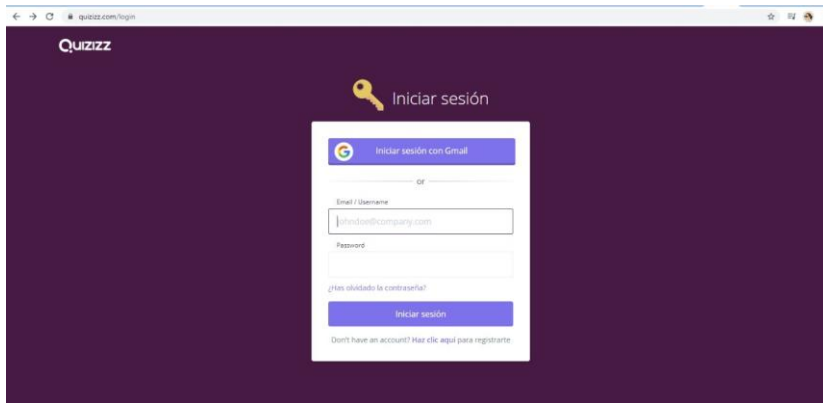 quizizz.com/login
Quizizz
Iniciar sesión
Iniciar sesión con Gmail
or
Email / Username
johndoe@company.com
Password
¿Has olvidado la contraseña?
Iniciar sesión
Don't have an account? Haz clic aquí para registrarte